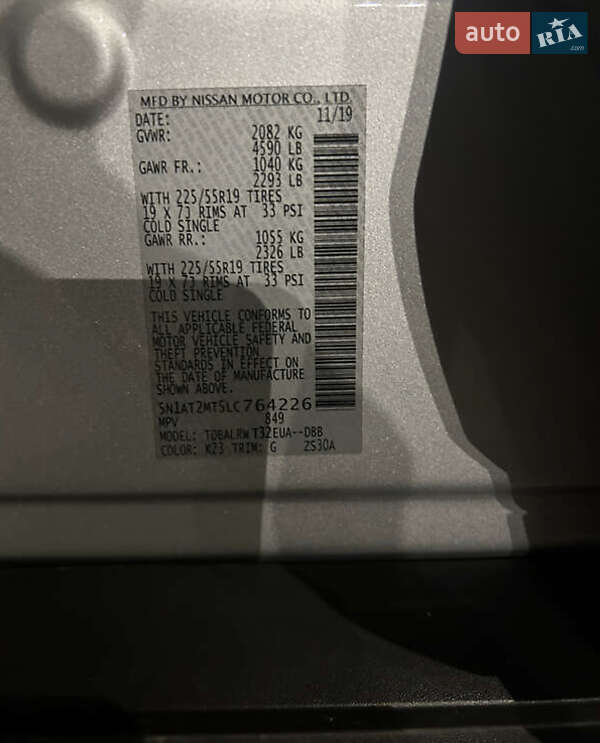 auto RIA .com
MFD BY NISSAN MOTOR CO., LTD.
DATE: 11/19
GVWR: 2082 KG
4590 LB
GAWR FR.: 1040 KG
2293 LB
WITH 225/55R19 TIRES
19 X 7J RIMS AT 33 PSI
COLD SINGLE
GAWR RR.: 1055 KG
2326 LB
WITH 225/55R19 TIRES
19 X 7J RIMS AT 33 PSI
COLD SINGLE
THIS VEHICLE CONFORMS TO
ALL APPLICABLE FEDERAL
MOTOR VEHICLE SAFETY AND
THEFT PREVENTION
STANDARDS IN EFFECT ON
THE DATE OF MANUFACTURE
SHOWN ABOVE.
5N1AT2MT5LC764226
MPV 849
MODEL: TDBALRWT32EUA--DBB
COLOR: K23 TRIM: G ZS30A